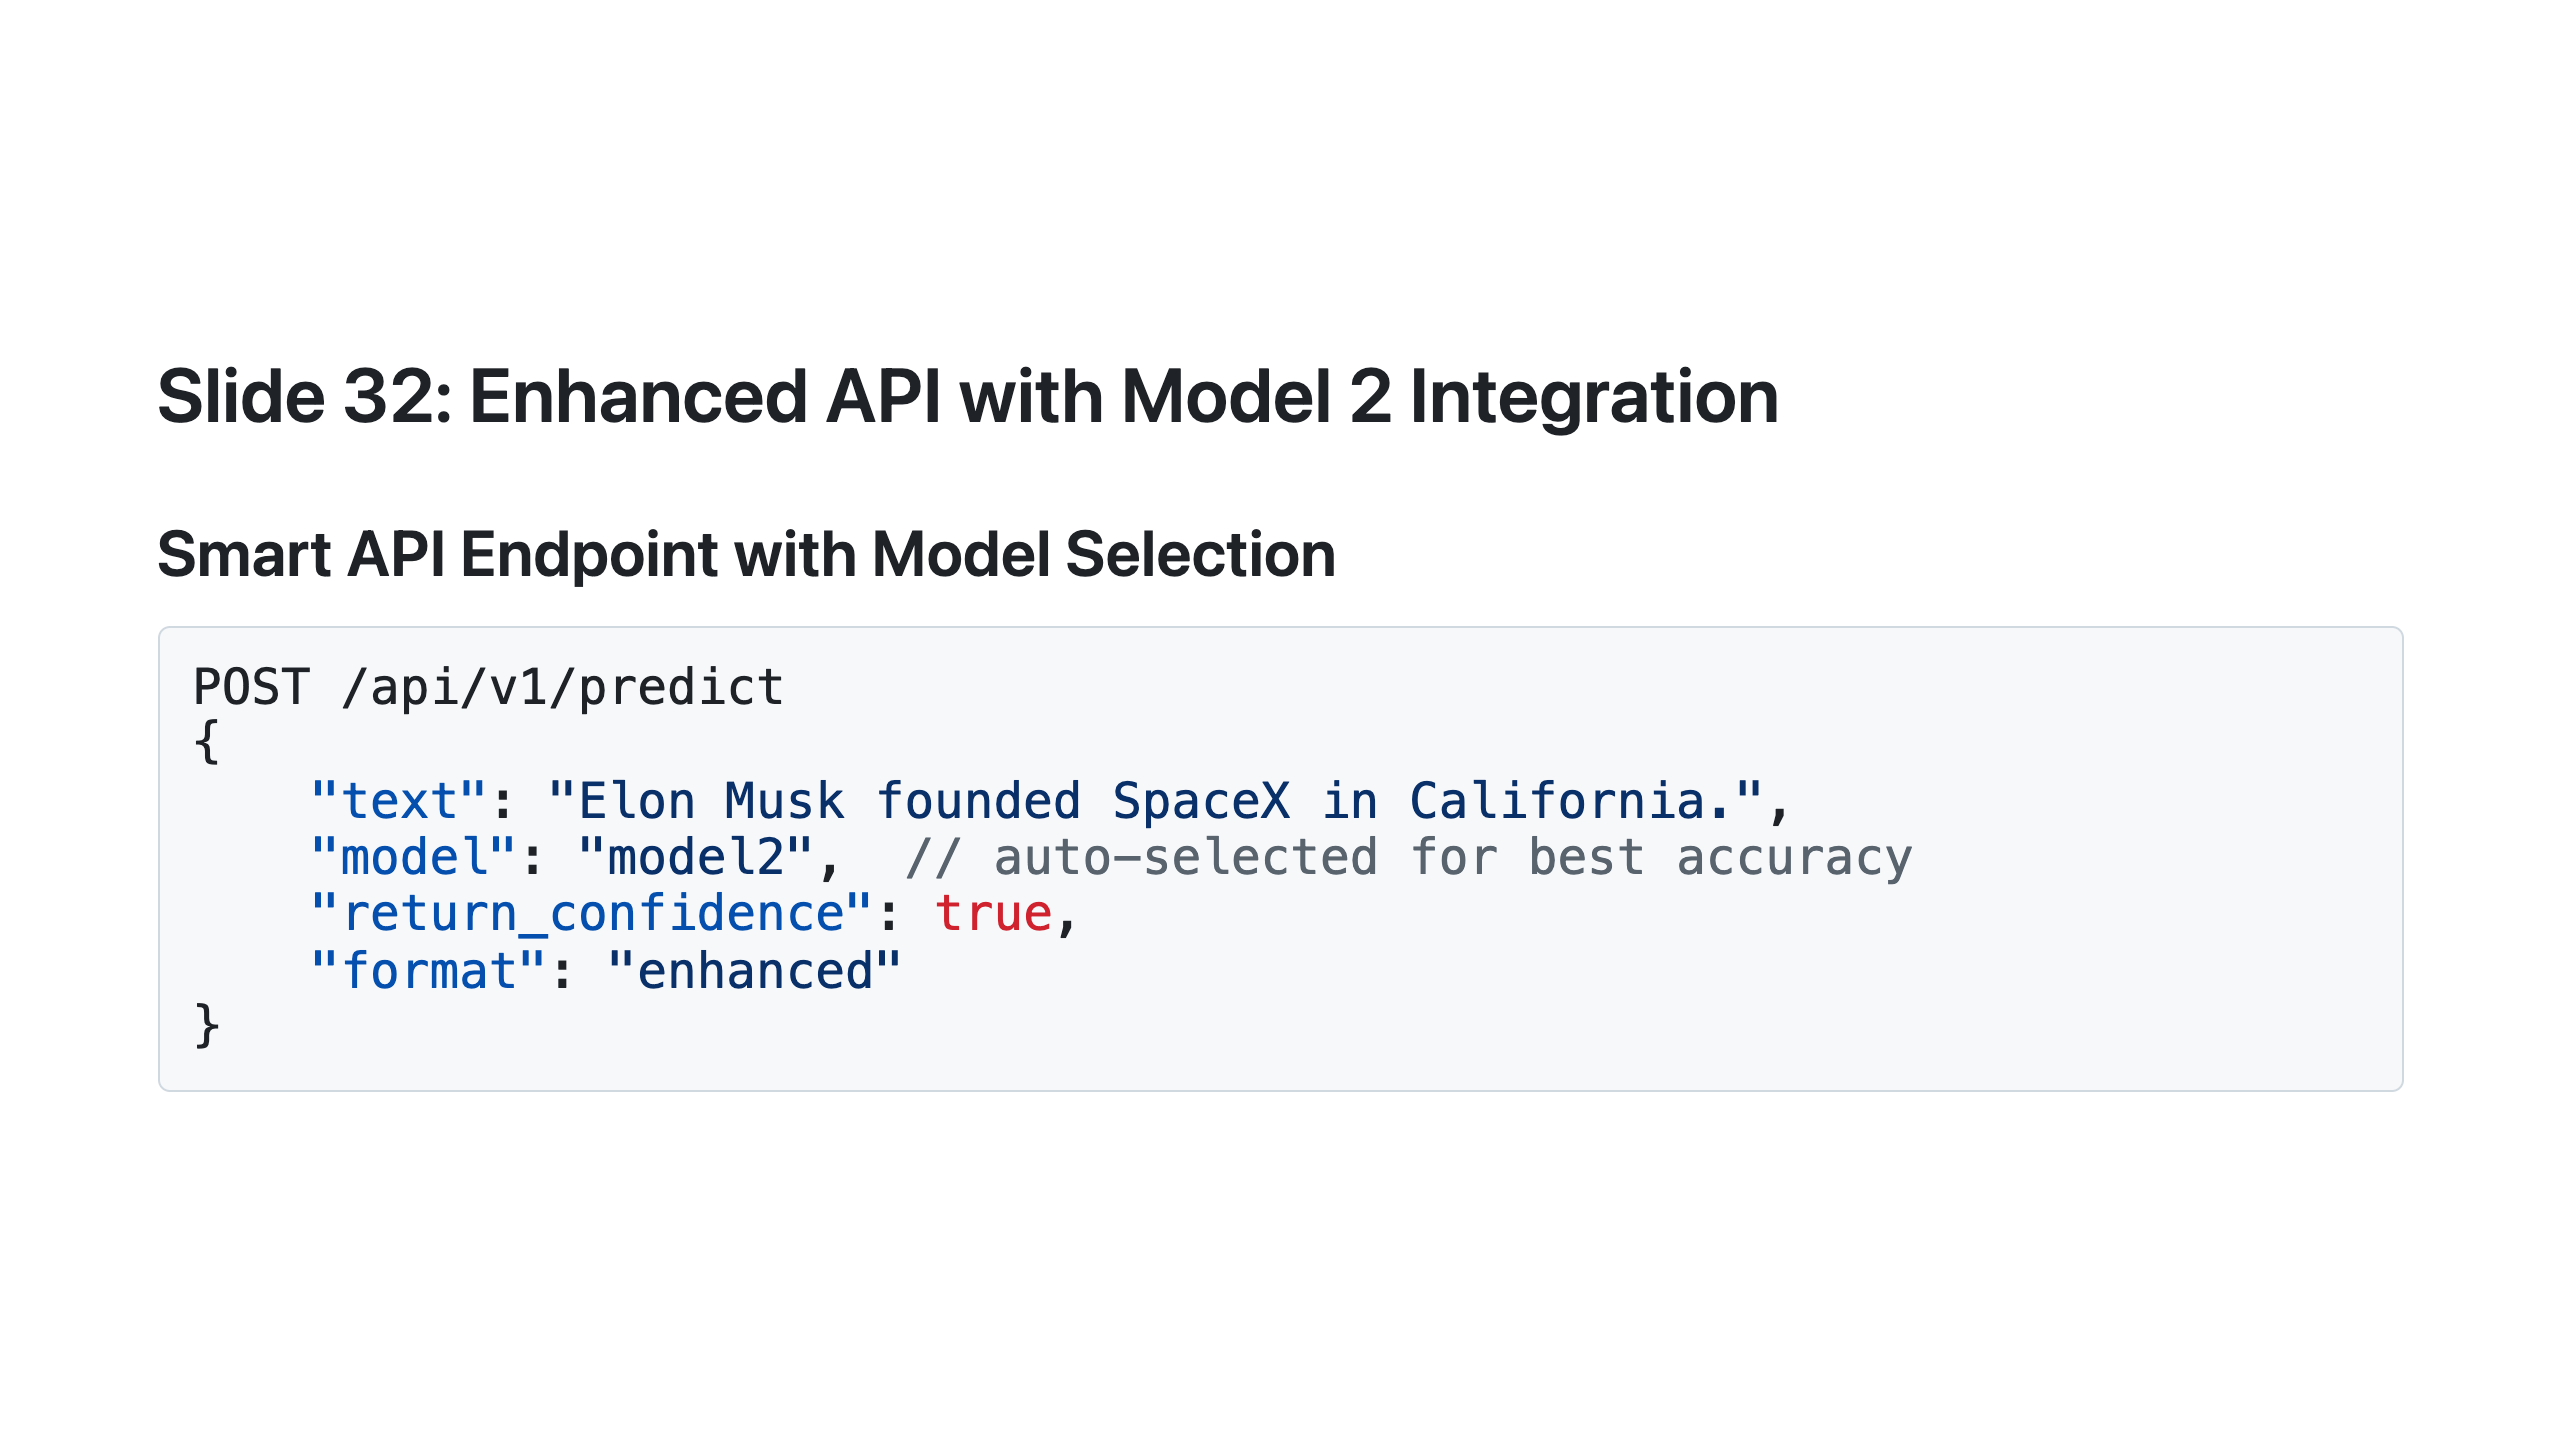 Slide 32: Enhanced API with Model 2 Integration
Smart API Endpoint with Model Selection
POST /api/v1/predict
{
    "text": "Elon Musk founded SpaceX in California.",
    "model": "model2",  // auto-selected for best accuracy
    "return_confidence": true,
    "format": "enhanced"
}